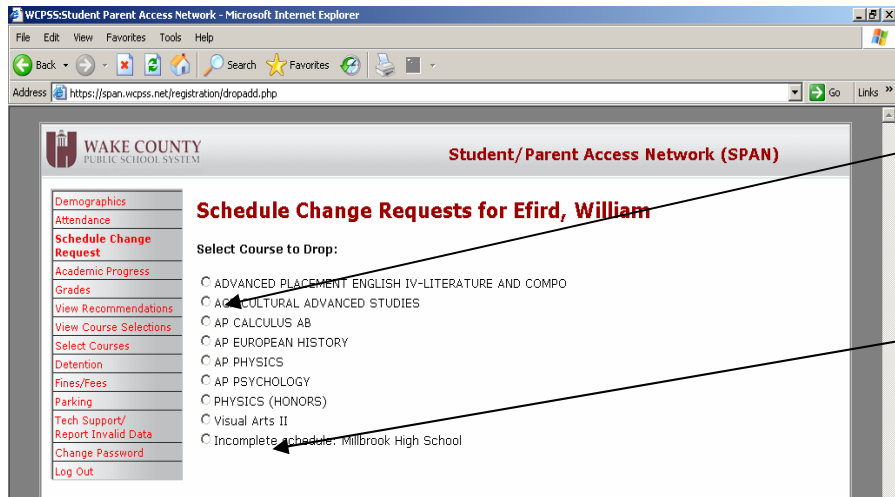 WCPSS:Student Parent Access Network - Microsoft Internet Explorer
File Edit View Favorites Tools Help
Back Search Favorites
Address https://span.wcpss.net/registration/dropadd.php Go Links »
WAKE COUNTY
PUBLIC SCHOOL SYSTEM
Student/Parent Access Network (SPAN)
Demographics
Attendance
Schedule Change
Request
Academic Progress
Grades
View Recommendations
View Course Selections
Select Courses
Detention
Fines/Fees
Parking
Tech Support/
Report Invalid Data
Change Password
Log Out
Schedule Change Requests for Efird, William
Select Course to Drop:
ADVANCED PLACEMENT ENGLISH IV-LITERATURE AND COMPO
AGRICULTURAL ADVANCED STUDIES
AP CALCULUS AB
AP EUROPEAN HISTORY
AP PHYSICS
AP PSYCHOLOGY
PHYSICS (HONORS)
Visual Arts II
Incomplete schedule: Millbrook High School